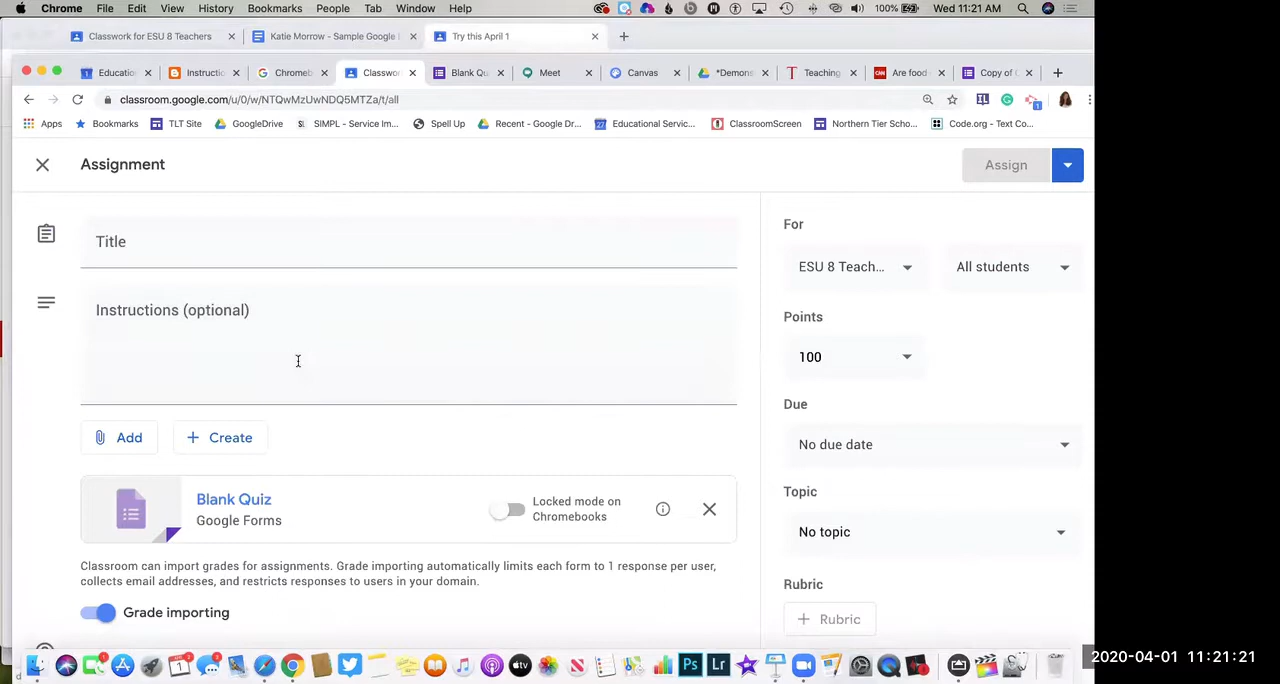 Chrome File Edit View History Bookmarks People Tab Window Help 100% Wed 11:21 AM
Classwork for ESU 8 Teachers Katie Morrow - Sample Google Try this April 1
Educatio Instructio Chromeb Classwor Blank Qu Meet Canvas *Demons Teaching Are food Copy of C
classroom.google.com/u/0/w/NTQwMzUwNDQ5MTZa/t/all
Apps Bookmarks TLT Site GoogleDrive SIMPL - Service Im... Spell Up Recent - Google Dr... Educational Servic... ClassroomScreen Northern Tier Scho... Code.org - Text Co...
Assignment Assign
Title
Instructions (optional)
Add Create
Blank Quiz
Google Forms
Locked mode on
Chromebooks
Classroom can import grades for assignments. Grade importing automatically limits each form to 1 response per user,
collects email addresses, and restricts responses to users in your domain.
Grade importing
For
ESU 8 Teach... All students
Points
100
Due
No due date
Topic
No topic
Rubric
Rubric
2020-04-01 11:21:21